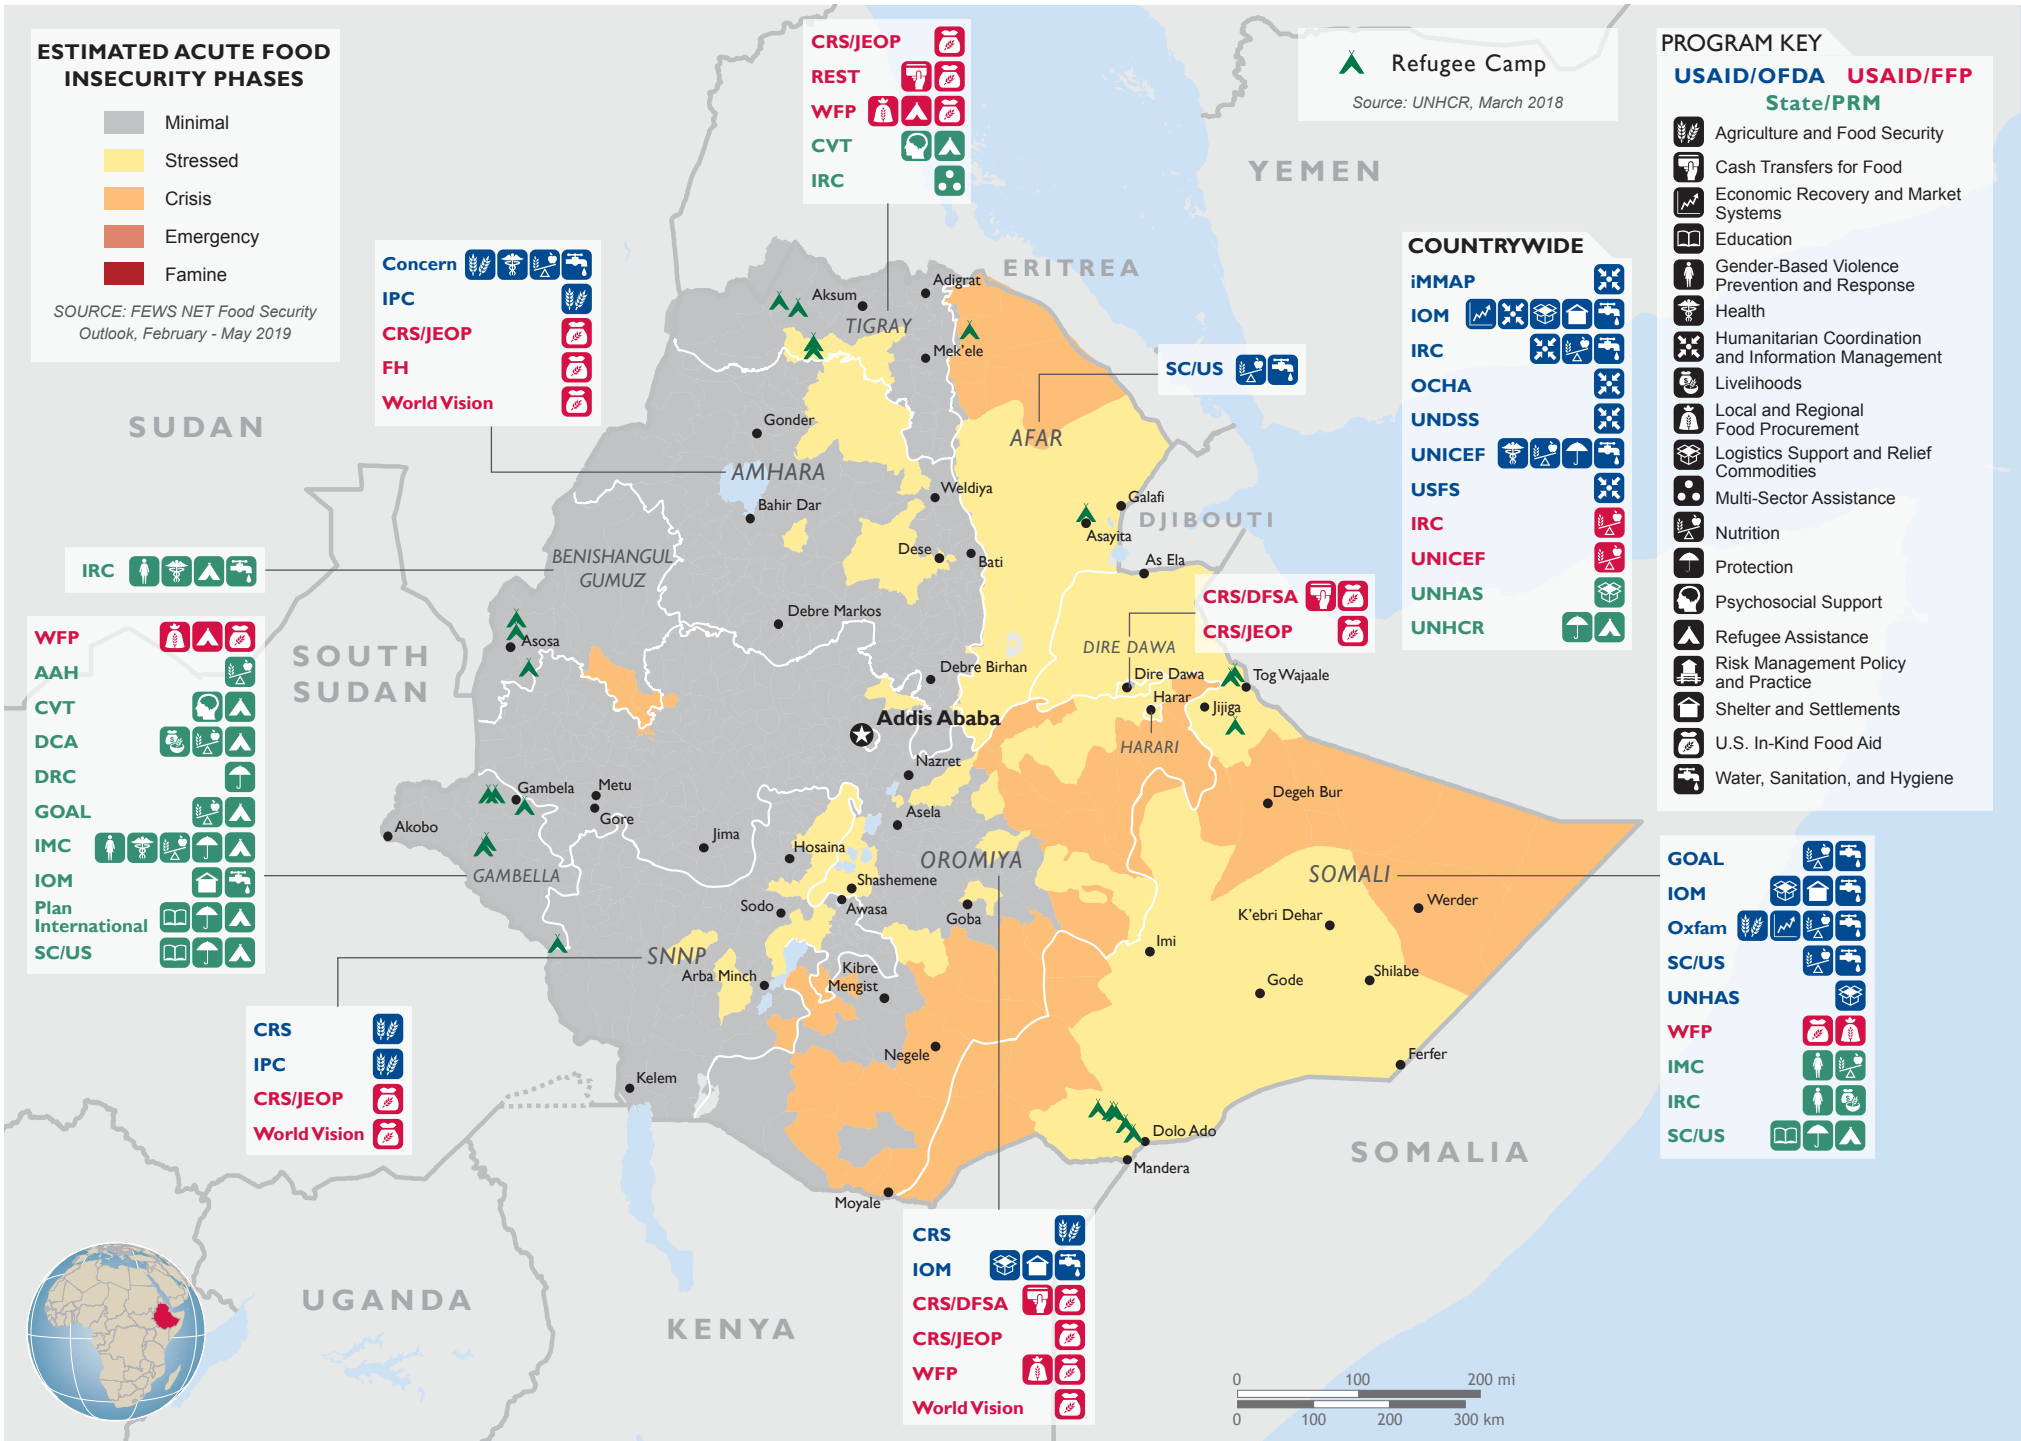 ESTIMATED ACUTE FOOD
INSECURITY PHASES
Minimal
Stressed
Crisis
Emergency
Famine
SOURCE: FEWS NET Food Security
Outlook, February - May 2019
CRS/JEOP
REST
WFP
CVT
IRC
Refugee Camp
Source: UNHCR, March 2018
PROGRAM KEY
USAID/OFDA USAID/FFP
State/PRM
Agriculture and Food Security
Cash Transfers for Food
Economic Recovery and Market
Systems
Education
Gender-Based Violence
Prevention and Response
Health
Humanitarian Coordination
and Information Management
Livelihoods
Local and Regional
Food Procurement
Logistics Support and Relief
Commodities
Multi-Sector Assistance
Nutrition
Protection
Psychosocial Support
Refugee Assistance
Risk Management Policy
and Practice
Shelter and Settlements
U.S. In-Kind Food Aid
Water, Sanitation, and Hygiene
COUNTRYWIDE
iMMAP
IOM
IRC
OCHA
UNDSS
UNICEF
USFS
IRC
UNICEF
UNHAS
UNHCR
Concern
IPC
CRS/JEOP
FH
World Vision
SC/US
CRS/DFSA
CRS/JEOP
IRC
WFP
AAH
CVT
DCA
DRC
GOAL
IMC
IOM
Plan
International
SC/US
CRS
IPC
CRS/JEOP
World Vision
CRS
IOM
CRS/DFSA
CRS/JEOP
WFP
World Vision
GOAL
IOM
Oxfam
SC/US
UNHAS
WFP
IMC
IRC
SC/US
YEMEN
ERITREA
SUDAN
DJIBOUTI
SOUTH
SUDAN
SOMALIA
UGANDA
KENYA
TIGRAY
AFAR
AMHARA
BENISHANGUL
GUMUZ
DIRE DAWA
HARARI
OROMIYA
SOMALI
GAMBELLA
SNNP
Adigrat
Aksum
Mek'ele
Gonder
Weldiya
Bahir Dar
Galafi
Asayita
Dese
Bati
As Ela
Debre Markos
Asosa
Debre Birhan
Dire Dawa
Tog Wajaale
Harar
Jijiga
Addis Ababa
Nazret
Gambela
Metu
Gore
Degeh Bur
Asela
Akobo
Jima
Hosaina
Shashemene
Awasa
Sodo
Goba
Werder
K'ebri Dehar
Imi
Kibre
Mengist
Arba Minch
Gode
Shilabe
Negele
Ferfer
Kelem
Dolo Ado
Mandera
Moyale
0 100 200 mi
0 100 200 300 km